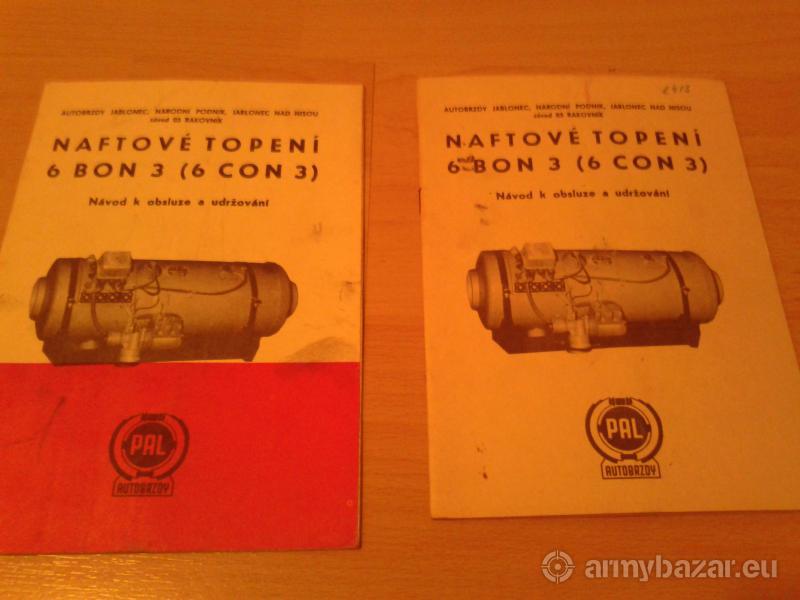 AUTOBRZDY JABLONEC, NÁRODNÍ PODNIK, JABLONEC NAD NISOU
závod 03 RAKOVNÍK
NAFTOVÉ TOPENÍ
6 BON 3 (6 CON 3)
Návod k obsluze a udržování
PAL
AUTOBRZDY
2413
AUTOBRZDY JABLONEC, NÁRODNÍ PODNIK, JABLONEC NAD NISOU
závod 03 RAKOVNÍK
NAFTOVÉ TOPENÍ
6 BON 3 (6 CON 3)
Návod k obsluze a udržování
PAL
AUTOBRZDY
armybazar.eu